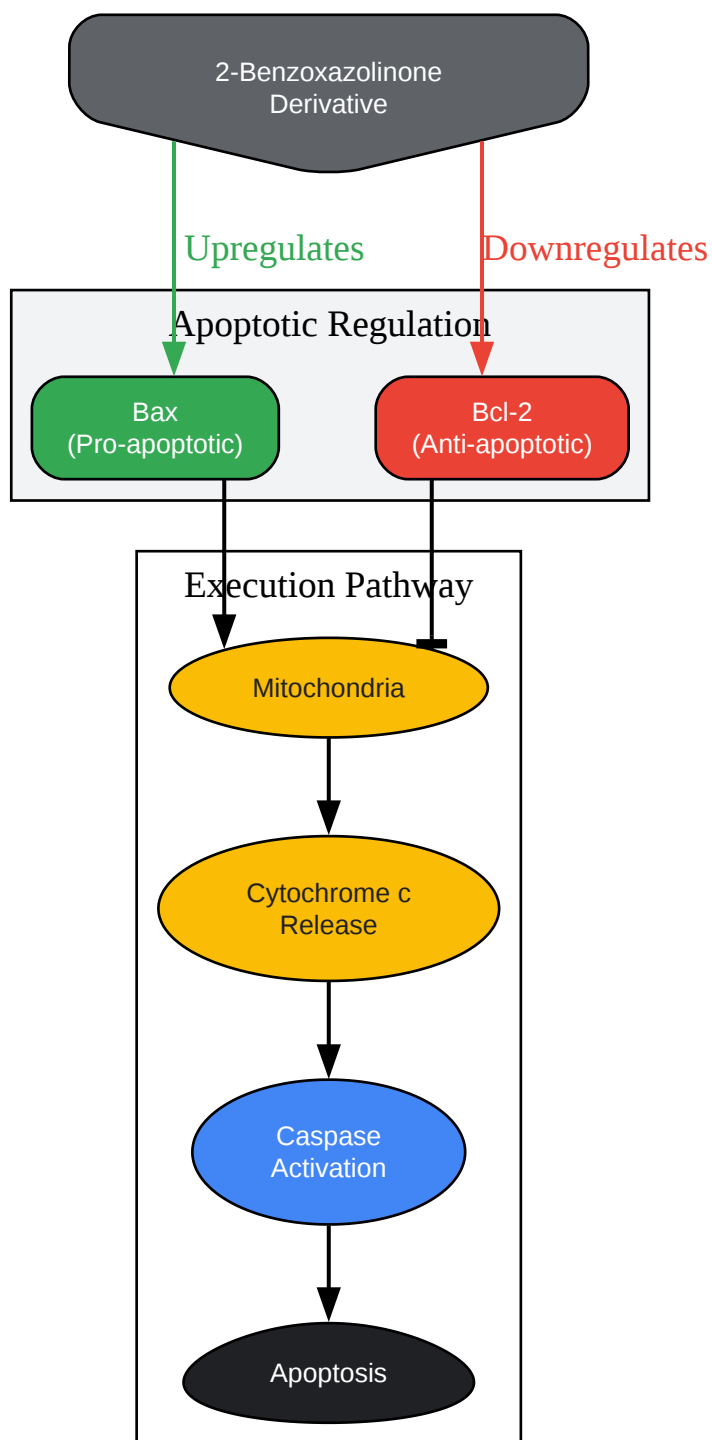 2-Benzoxazolinone
Derivative
Upregulates
Downregulates
Apoptotic Regulation
Bax
(Pro-apoptotic)
Bcl-2
(Anti-apoptotic)
Execution Pathway
Mitochondria
Cytochrome c
Release
Caspase
Activation
Apoptosis